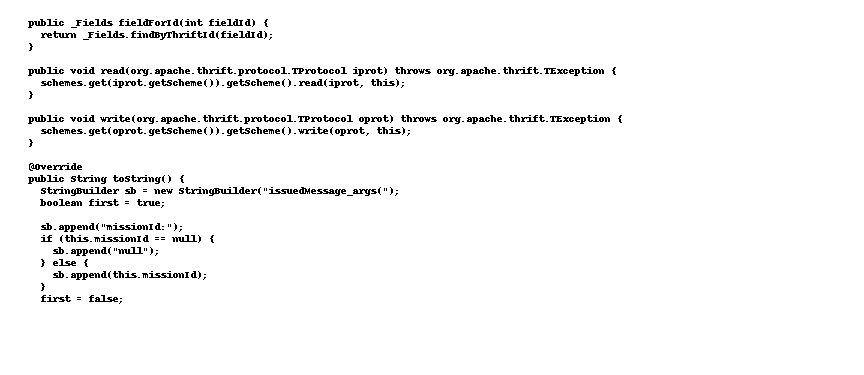 public _Fields fieldForId(int fieldId) {
return _Fields.findByThriftId(fieldId);
}
public void read(org.apache.thrift.protocol.TProtocol iprot) throws org.apache.thrift.TException {
schemes.get(iprot.getScheme()).getScheme().read(iprot, this);
}
public void write(org.apache.thrift.protocol.TProtocol oprot) throws org.apache.thrift.TException {
schemes.get(oprot.getScheme()).getScheme().write(oprot, this);
}
@Override
public String toString() {
StringBuilder sb = new StringBuilder("issuedMessage_args(");
boolean first = true;
sb.append("missionId:");
if (this.missionId == null) {
sb.append("null");
} else {
sb.append(this.missionId);
}
first = false;